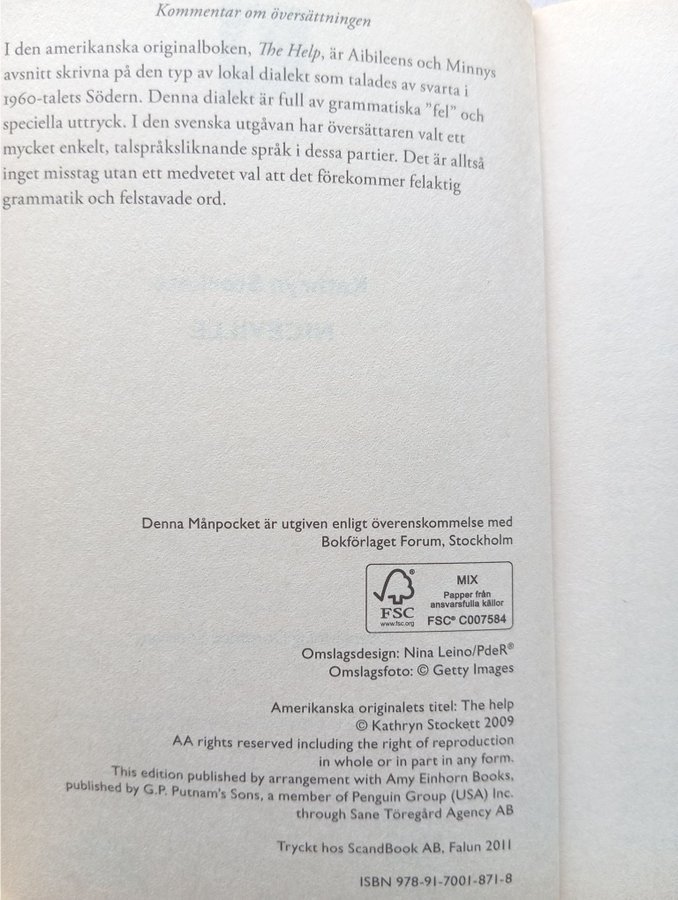 Kommentar om översättningen
I den amerikanska originalboken, The Help, är Aibileens och Minnys
avsnitt skrivna på den typ av lokal dialekt som talades av svarta i
1960-talets Södern. Denna dialekt är full av grammatiska ”fel” och
speciella uttryck. I den svenska utgåvan har översättaren valt ett
mycket enkelt, talspråksliknande språk i dessa partier. Det är alltså
inget misstag utan ett medvetet val att det förekommer felaktig
grammatik och felstavade ord.
Kathryn Stockett
NICEVILLE
Denna Månpocket är utgiven enligt överenskommelse med
Bokförlaget Forum, Stockholm
FSC®
www.fsc.org
MIX
Papper från
ansvarsfulla källor
FSC® C007584
Omslagsdesign: Nina Leino/PdeR®
Omslagsfoto: © Getty Images
Amerikanska originalets titel: The help
© Kathryn Stockett 2009
AA rights reserved including the right of reproduction
in whole or in part in any form.
This edition published by arrangement with Amy Einhorn Books,
published by G.P. Putnam's Sons, a member of Penguin Group (USA) Inc.
through Sane Töregård Agency AB
Tryckt hos ScandBook AB, Falun 2011
ISBN 978-91-7001-871-8